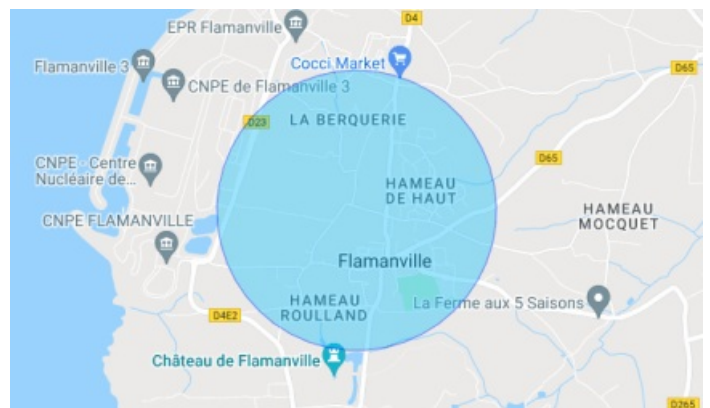 D4
EPR Flamanville
Flamanville 3
Cocci Market
D65
CNPE de Flamanville 3
LA BERQUERIE
D23
D65
CNPE - Centre
Nucléaire de...
HAMEAU
DE HAUT
CNPE FLAMANVILLE
HAMEAU
MOCQUET
Flamanville
HAMEAU
ROULLAND
La Ferme aux 5 Saisons
D4E2
Château de Flamanville
D265